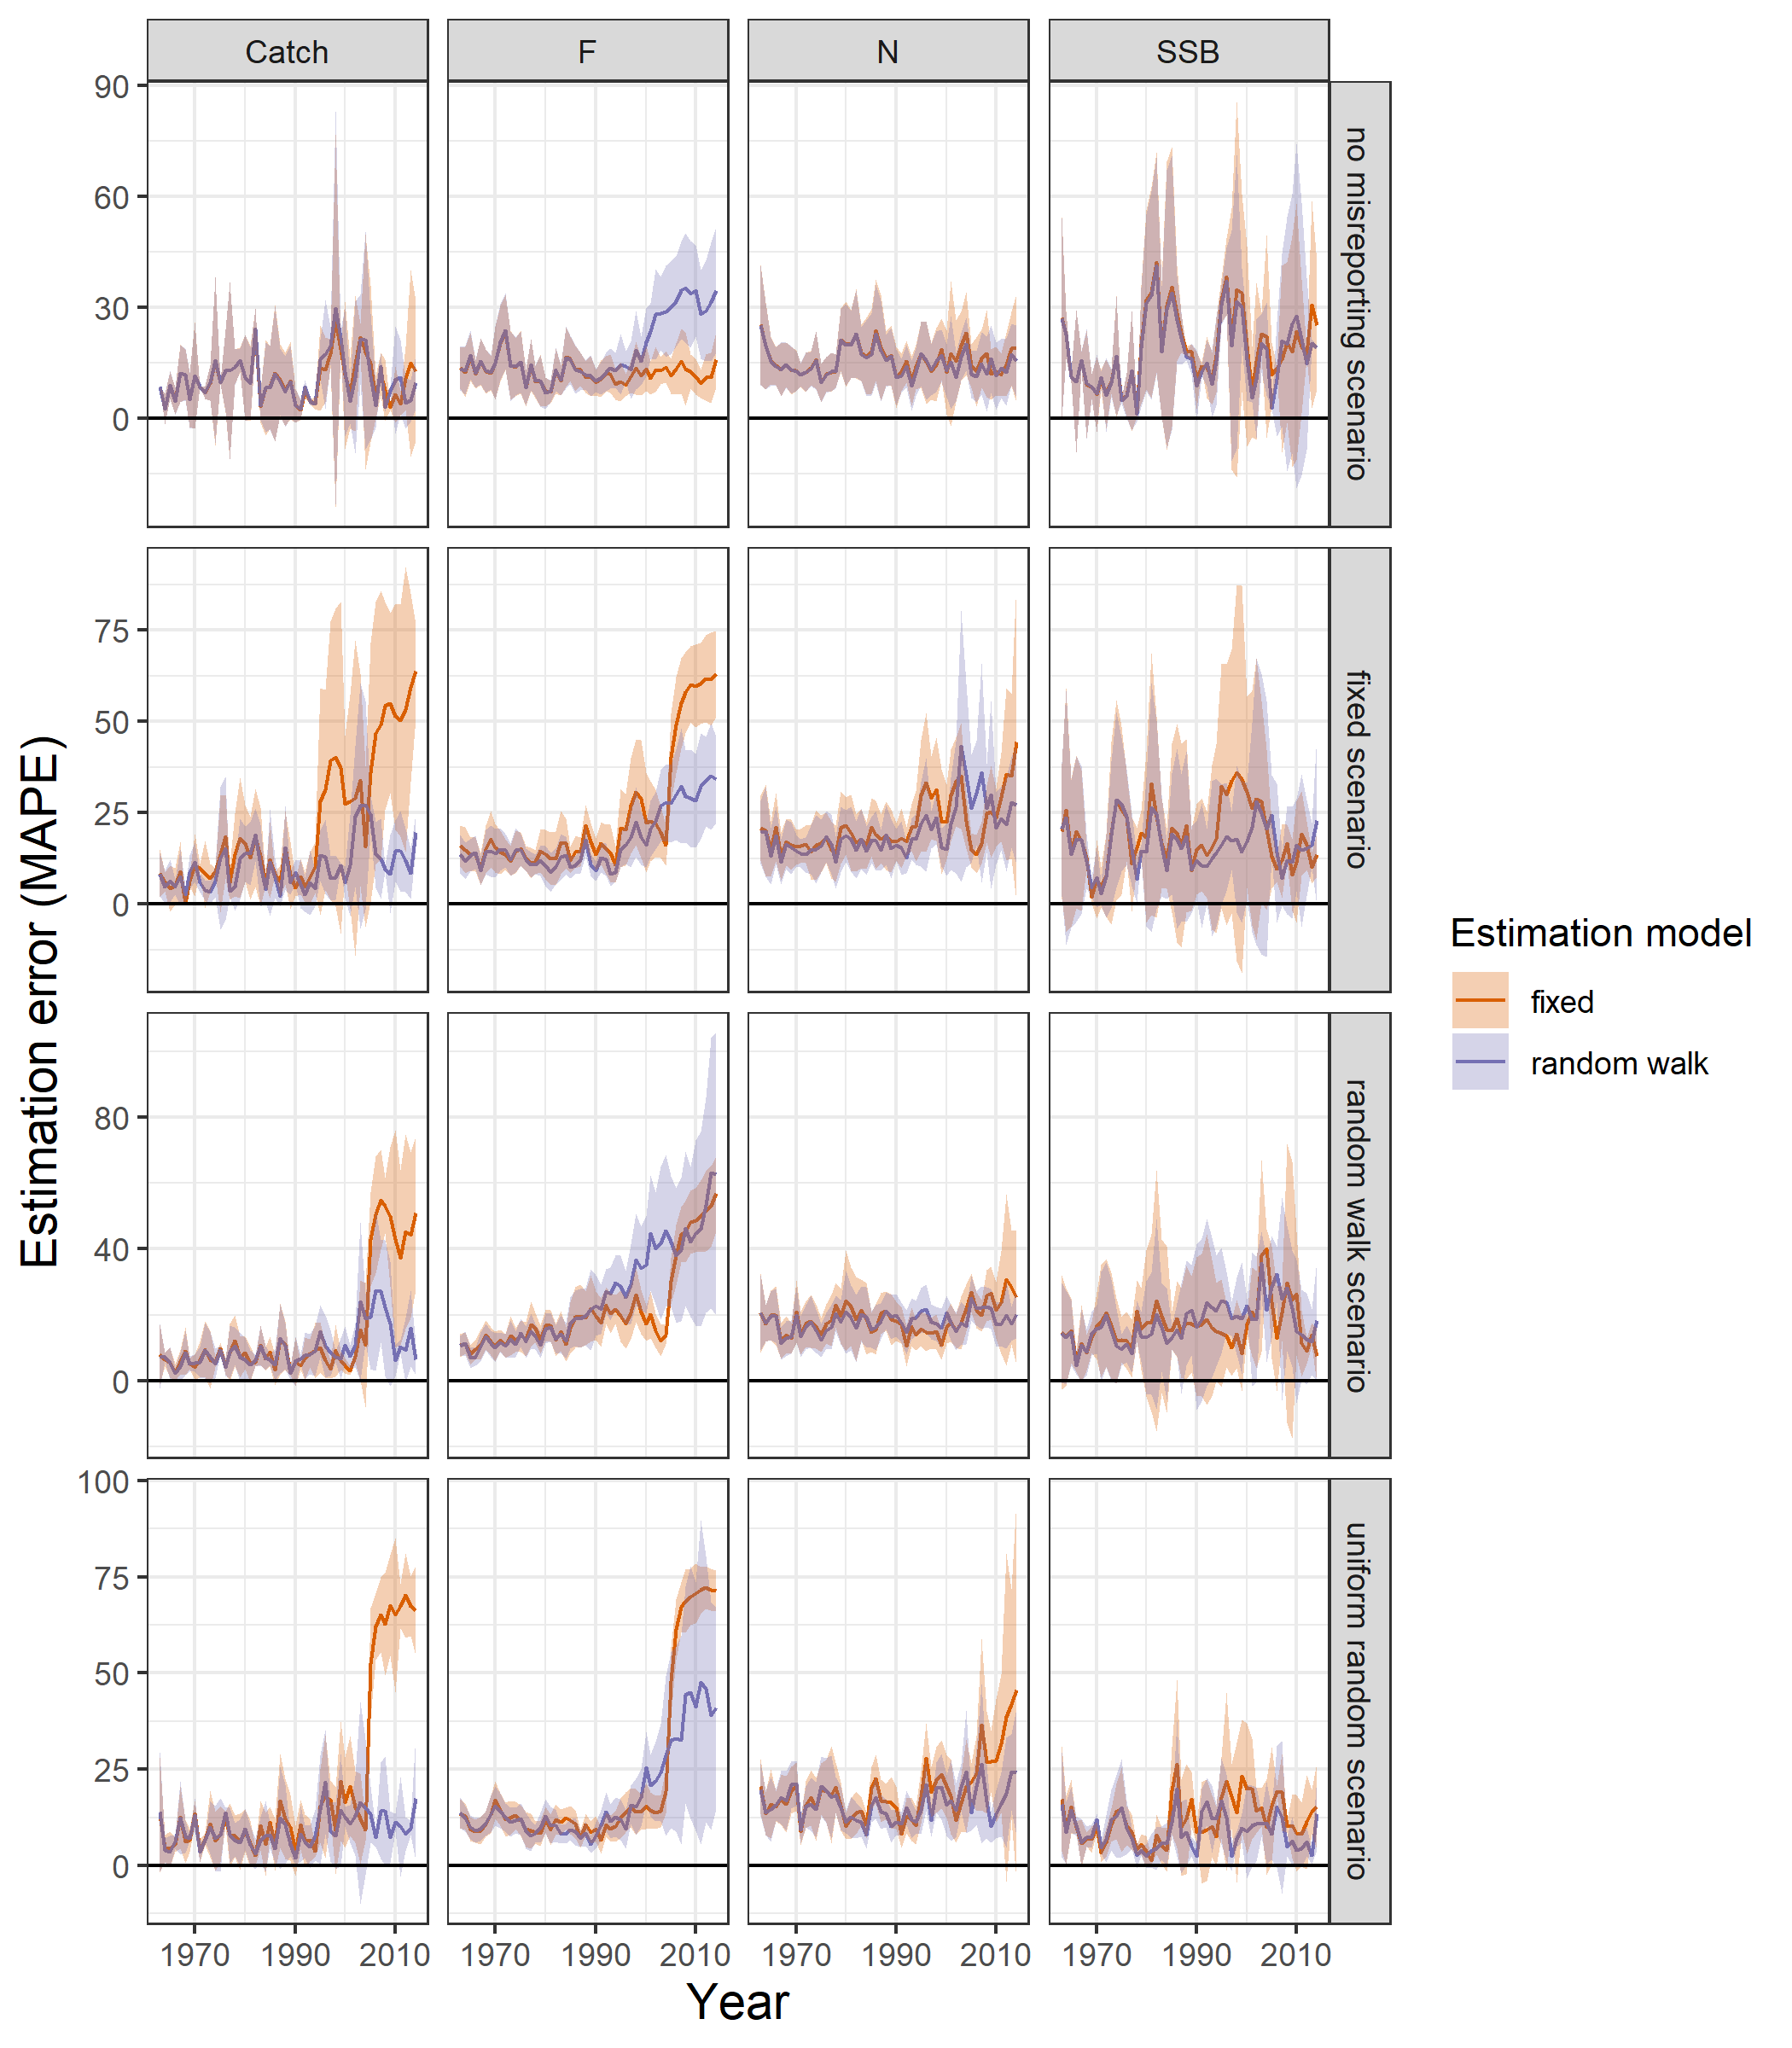 Catch F N SSB
90
60
30
0
no misreporting scenario
75
50
25
0
fixed scenario
80
40
0
random walk scenario
100
75
50
25
0
uniform random scenario
1970 1990 2010 1970 1990 2010 1970 1990 2010 1970 1990 2010
Year
Estimation error (MAPE)
Estimation model
fixed
random walk